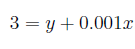 3 = y + 0.001x